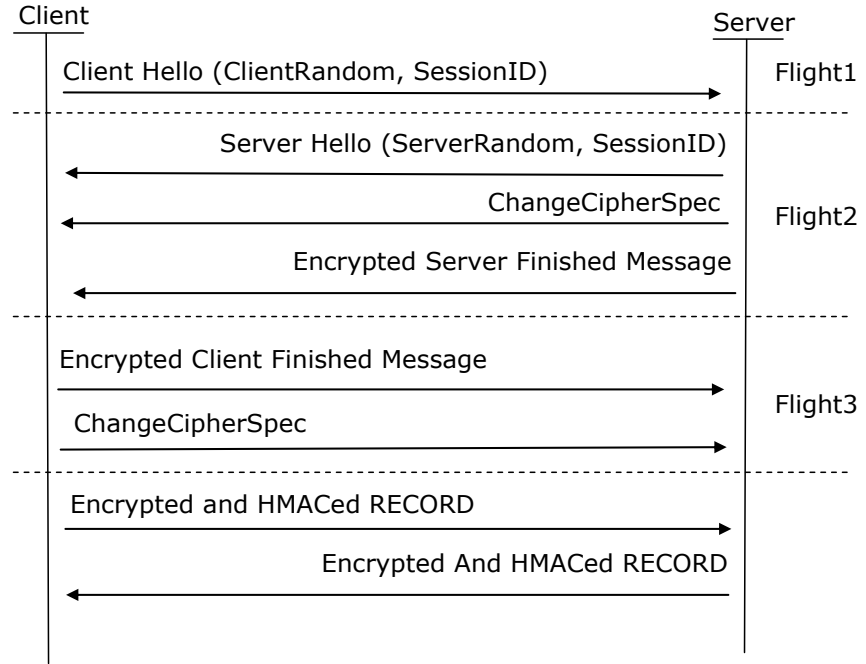 Client
Server
Client Hello (ClientRandom, SessionID)
Flight1
Server Hello (ServerRandom, SessionID)
ChangeCipherSpec
Flight2
Encrypted Server Finished Message
Encrypted Client Finished Message
Flight3
ChangeCipherSpec
Encrypted and HMACed RECORD
Encrypted And HMACed RECORD